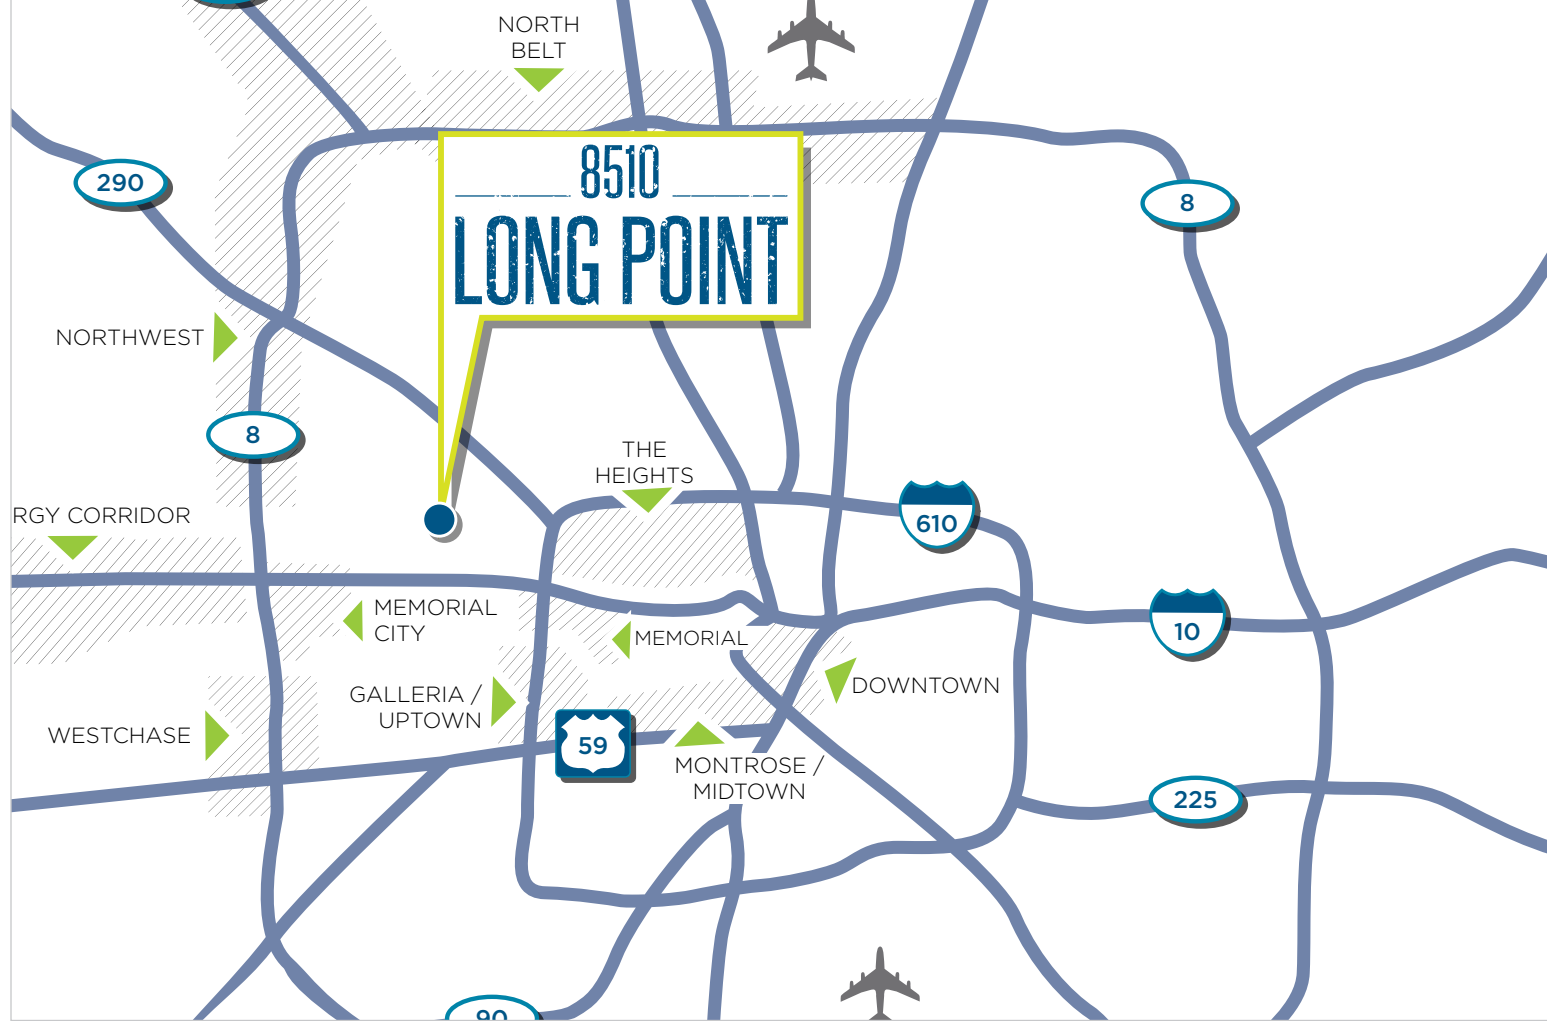 NORTH
BELT
290
8510
LONG POINT
8
NORTHWEST
8
THE
HEIGHTS
RGY CORRIDOR
610
MEMORIAL
CITY
MEMORIAL
10
GALLERIA /
UPTOWN
DOWNTOWN
WESTCHASE
59
MONTROSE /
MIDTOWN
225
90